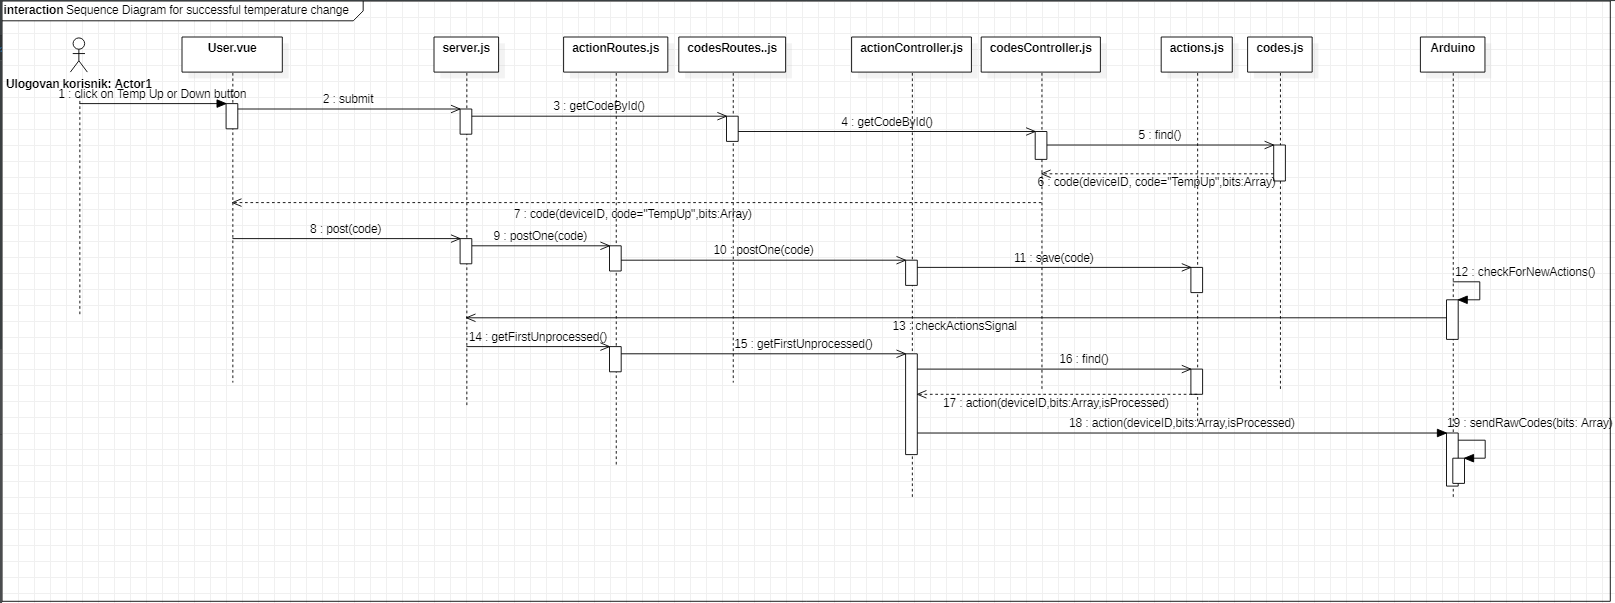 interaction Sequence Diagram for successful temperature change
User.vue
server.js
actionRoutes.js
codesRoutes..js
actionController.js
codesController.js
actions.js
codes.js
Arduino
Ulogovan korisnik: Actor1
1 : click on Temp Up or Down button
2 : submit
3 : getCodeById()
4 : getCodeById()
5 : find()
6 : code(deviceID, code="TempUp",bits:Array)
7 : code(deviceID, code="TempUp",bits:Array)
8 : post(code)
9 : postOne(code)
10 : postOne(code)
11 : save(code)
12 : checkForNewActions()
13 : checkActionsSignal
14 : getFirstUnprocessed()
15 : getFirstUnprocessed()
16 : find()
17 : action(deviceID,bits:Array,isProcessed)
18 : action(deviceID,bits:Array,isProcessed)
19 : sendRawCodes(bits: Array)